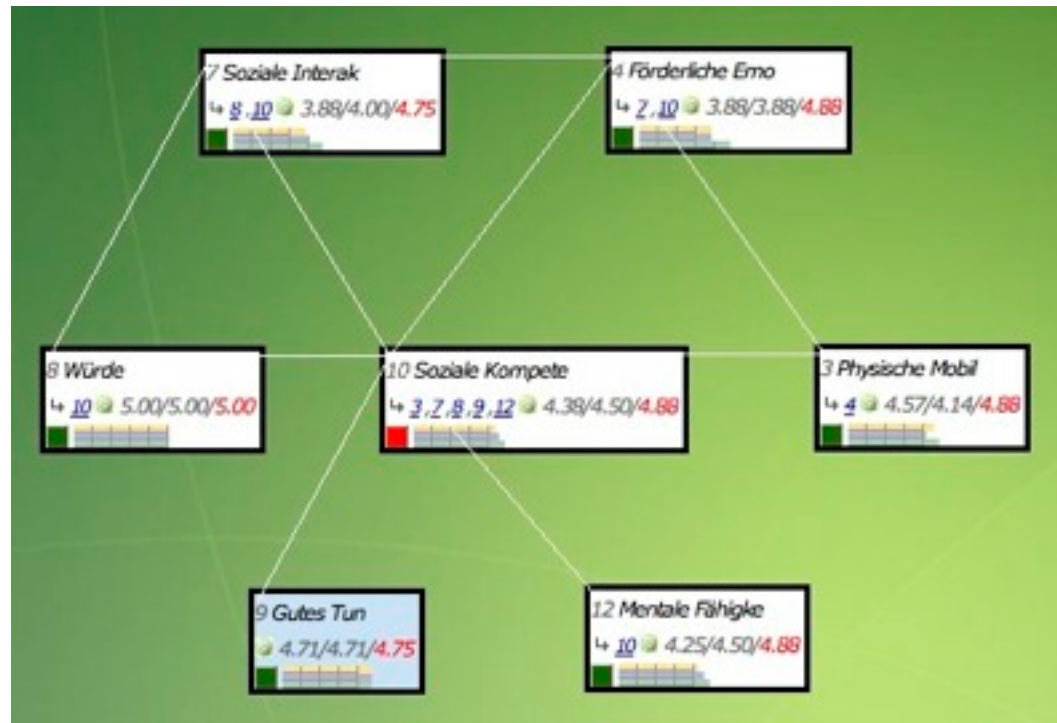 7 Soziale Interak
8 ,10 3.88/4.00/4.75
4 Förderliche Emo
7 ,10 3.88/3.88/4.88
8 Würde
10 5.00/5.00/5.00
10 Soziale Kompete
3 ,7 ,8 ,9 ,12 4.38/4.50/4.88
3 Physische Mobil
4 4.57/4.14/4.88
9 Gutes Tun
4.71/4.71/4.75
12 Mentale Fähigke
10 4.25/4.50/4.88